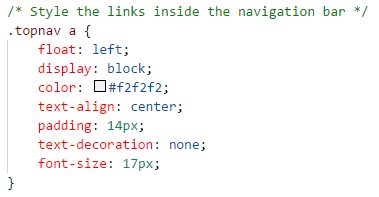 /* Style the links inside the navigation bar */
.topnav a {
    float: left;
    display: block;
    color: #f2f2f2;
    text-align: center;
    padding: 14px;
    text-decoration: none;
    font-size: 17px;
}